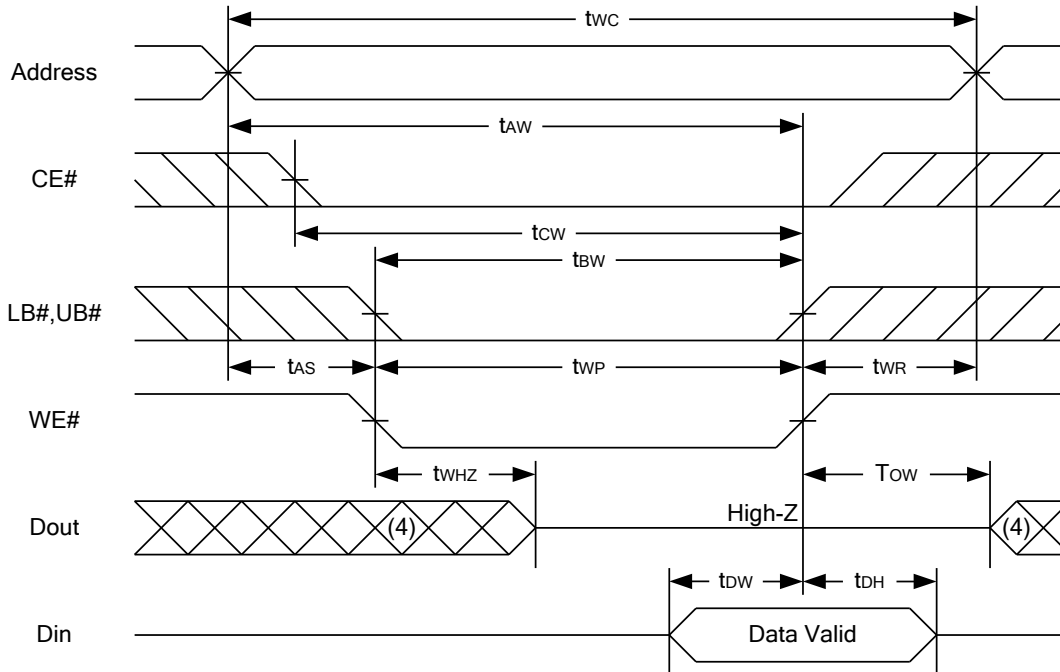 tWC
Address
tAW
CE#
tCW
tBW
LB#,UB#
tAS tWP tWR
WE#
tWHZ TOW
High-Z
Dout (4) (4)
tDW tDH
Din Data Valid